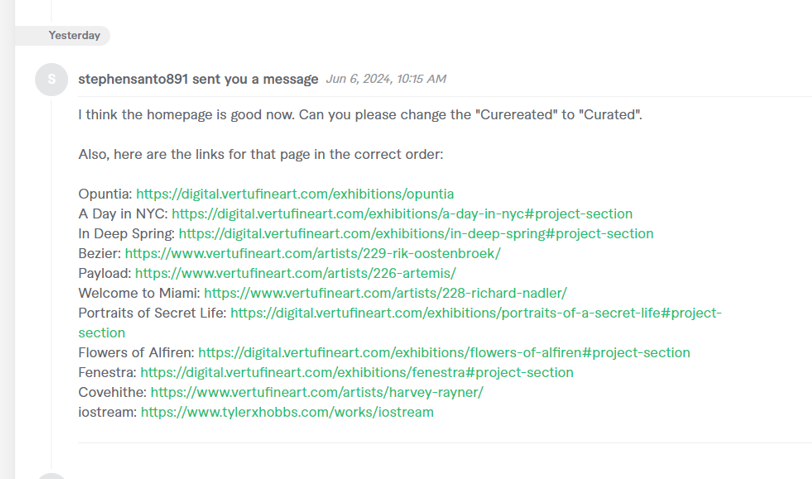 Yesterday
S
stephensanto891 sent you a message Jun 6, 2024, 10:15 AM
I think the homepage is good now. Can you please change the "Curereated" to "Curated".
Also, here are the links for that page in the correct order:
Opuntia: https://digital.vertufineart.com/exhibitions/opuntia
A Day in NYC: https://digital.vertufineart.com/exhibitions/a-day-in-nyc#project-section
In Deep Spring: https://digital.vertufineart.com/exhibitions/in-deep-spring#project-section
Bezier: https://www.vertufineart.com/artists/229-rik-oostenbroek/
Payload: https://www.vertufineart.com/artists/226-artemis/
Welcome to Miami: https://www.vertufineart.com/artists/228-richard-nadler/
Portraits of Secret Life: https://digital.vertufineart.com/exhibitions/portraits-of-a-secret-life#project-
section
Flowers of Alfiren: https://digital.vertufineart.com/exhibitions/flowers-of-alfiren#project-section
Fenestra: https://digital.vertufineart.com/exhibitions/fenestra#project-section
Covehithe: https://www.vertufineart.com/artists/harvey-rayner/
iostream: https://www.tylerxhobbs.com/works/iostream